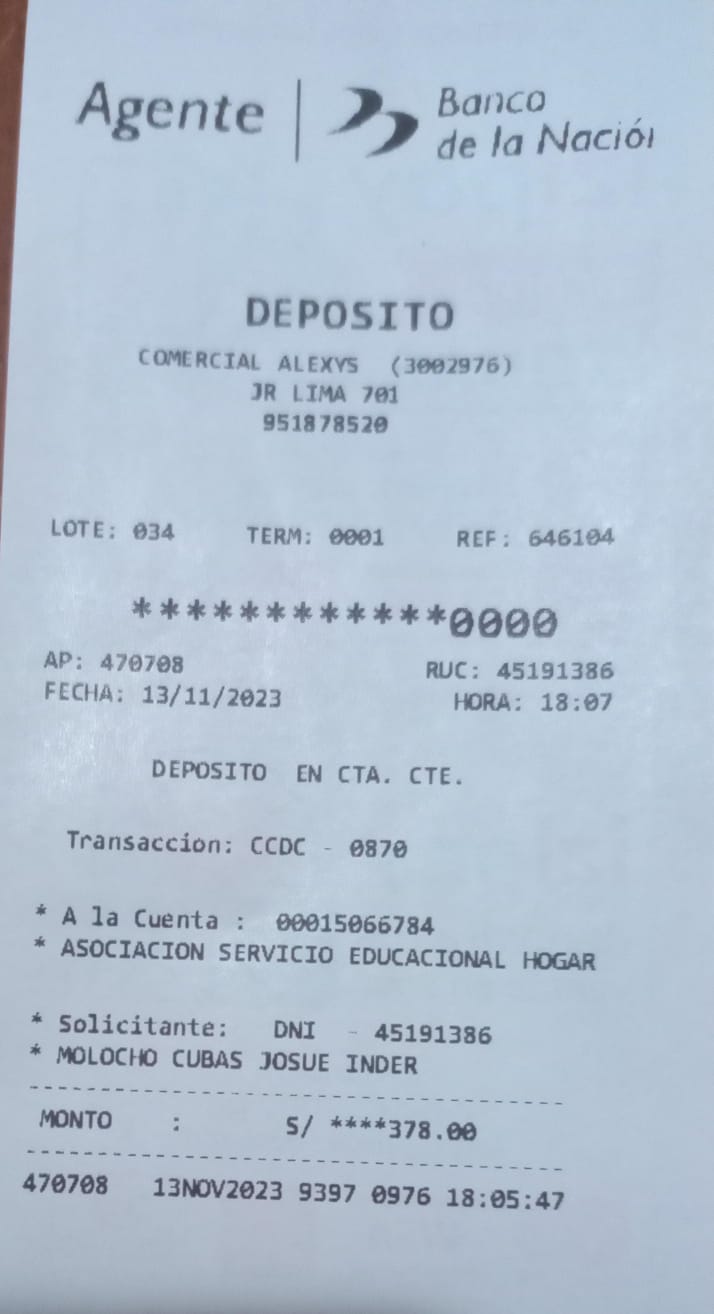 Agente | Banco
de la Nación
DEPOSITO
COMERCIAL ALEXYS (3002976)
JR LIMA 701
951878520
LOTE: 034 TERM: 0001 REF: 646104
************0000
AP: 470708 RUC: 45191386
FECHA: 13/11/2023 HORA: 18:07
DEPOSITO EN CTA. CTE.
Transaccion: CCDC - 0870
* A la Cuenta : 00015066784
* ASOCIACION SERVICIO EDUCACIONAL HOGAR
* Solicitante: DNI - 45191386
* MOLOCHO CUBAS JOSUE INDER
MONTO : S/ ****378.00
470708 13NOV2023 9397 0976 18:05:47